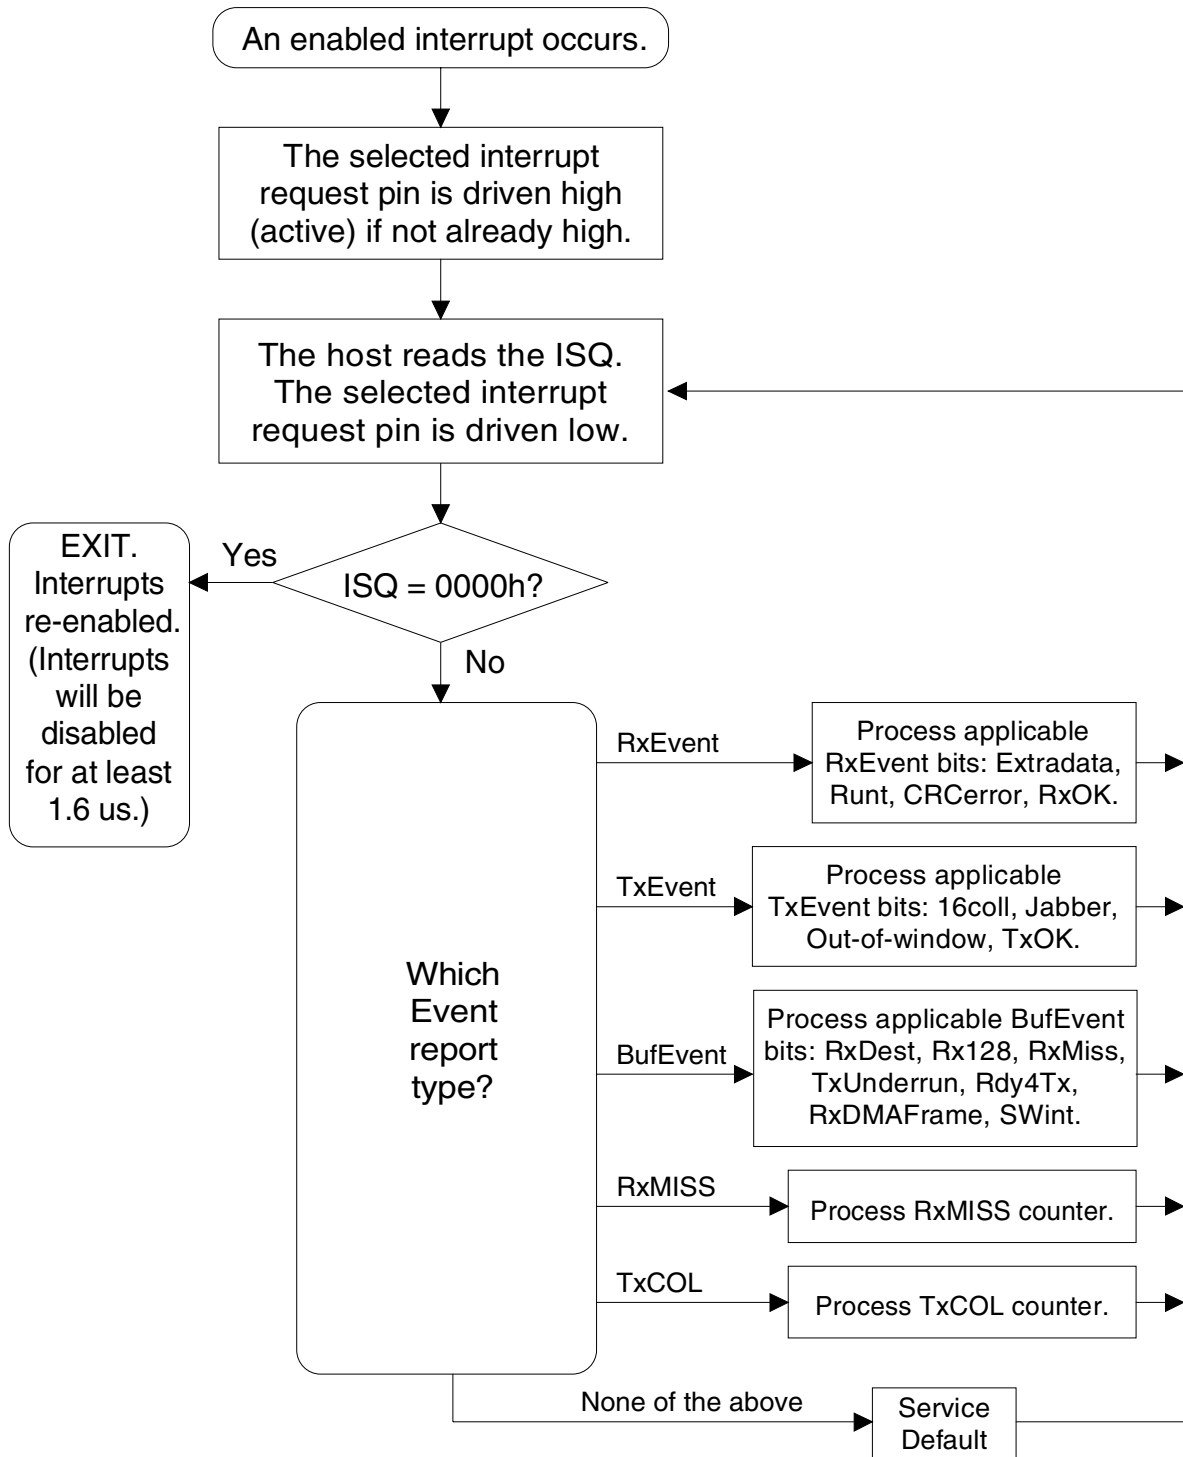 An enabled interrupt occurs.
The selected interrupt
request pin is driven high
(active) if not already high.
The host reads the ISQ.
The selected interrupt
request pin is driven low.
EXIT.
Interrupts
re-enabled.
(Interrupts
will be
disabled
for at least
1.6 us.)
Yes
ISQ = 0000h?
No
Which
Event
report
type?
RxEvent
Process applicable
RxEvent bits: Extradata,
Runt, CRCerror, RxOK.
TxEvent
Process applicable
TxEvent bits: 16coll, Jabber,
Out-of-window, TxOK.
BufEvent
Process applicable BufEvent
bits: RxDest, Rx128, RxMiss,
TxUnderrun, Rdy4Tx,
RxDMAFrame, SWint.
RxMISS
Process RxMISS counter.
TxCOL
Process TxCOL counter.
None of the above
Service
Default